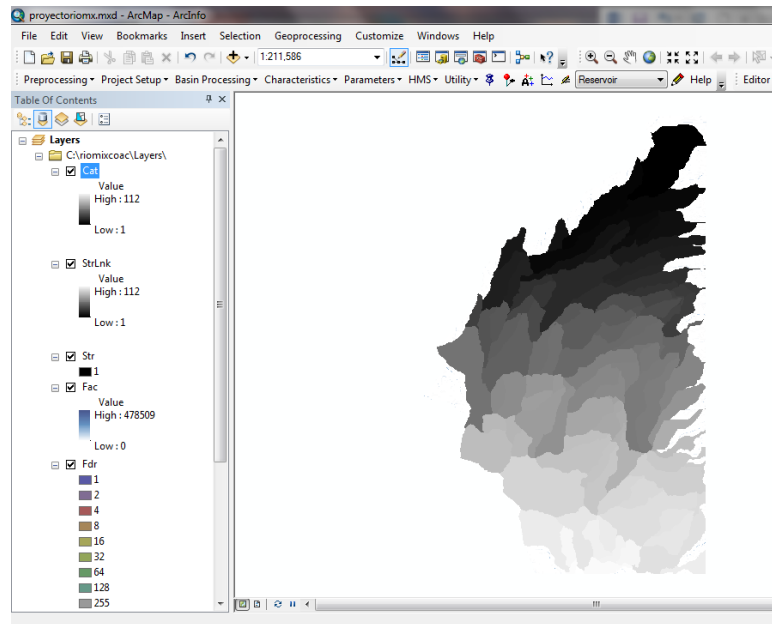 proyectoriomx.mxd - ArcMap - ArcInfo
File Edit View Bookmarks Insert Selection Geoprocessing Customize Windows Help
1:211,586
Preprocessing Project Setup Basin Processing Characteristics Parameters HMS Utility Reservoir Help Editor
Table Of Contents
Layers
C:\riomixcoac\Layers\
Cat
Value
High : 112
Low : 1
StrLnk
Value
High : 112
Low : 1
Str
1
Fac
Value
High : 478509
Low : 0
Fdr
1
2
4
8
16
32
64
128
255